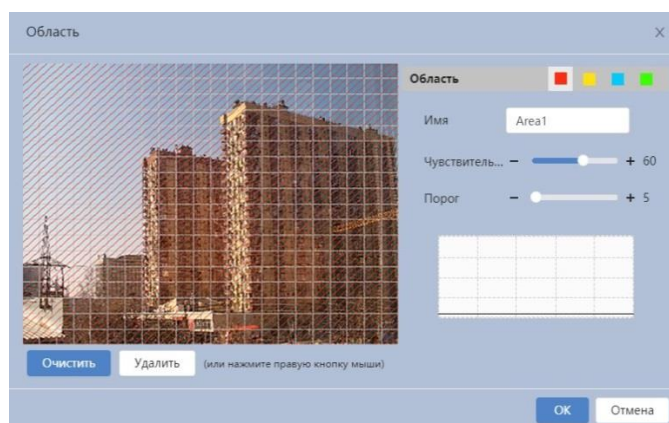 Область
X
Область
Имя
Area1
Чувствитель... − + 60
Порог − + 5
Очистить
Удалить
(или нажмите правую кнопку мыши)
OK
Отмена